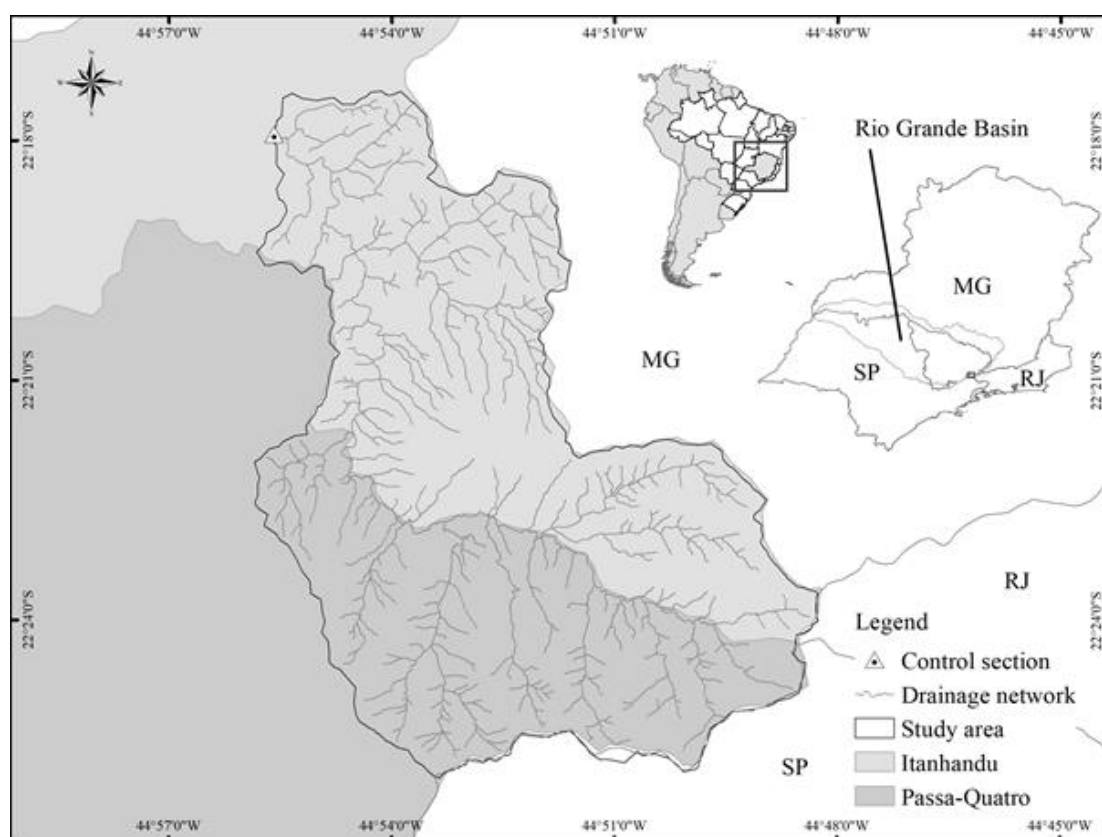 44°57'0"W 44°54'0"W 44°51'0"W 44°48'0"W 44°45'0"W
N
W E
S
22°18'0"S 22°18'0"S
Rio Grande Basin
MG
SP
RJ
MG
22°21'0"S 22°21'0"S
RJ
SP
22°24'0"S 22°24'0"S
Legend
Control section
Drainage network
Study area
Itanhandu
Passa-Quatro
44°57'0"W 44°54'0"W 44°51'0"W 44°48'0"W 44°45'0"W